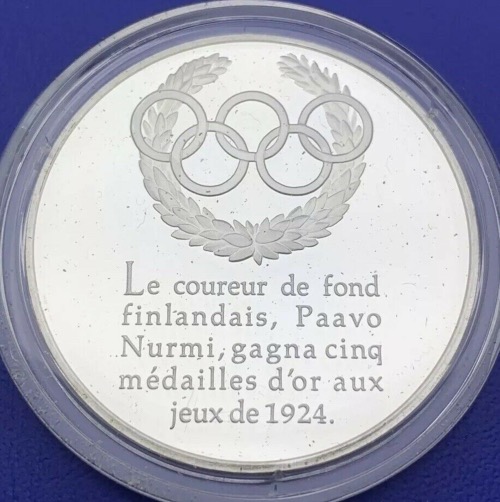 Le coureur de fond
finlandais, Paavo
Nurmi, gagna cinq
médailles d'or aux
jeux de 1924.